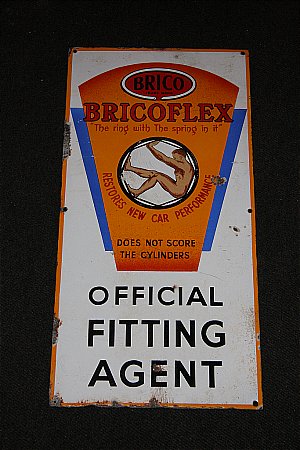 BRICO
BRICOFLEX
"The ring with The spring in it"
RESTORES NEW CAR PERFORMANCE
DOES NOT SCORE
THE CYLINDERS
OFFICIAL
FITTING
AGENT